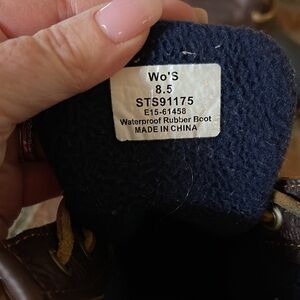 Wo'S
8.5
STS91175
E15-61458
Waterproof Rubber Boot
MADE IN CHINA